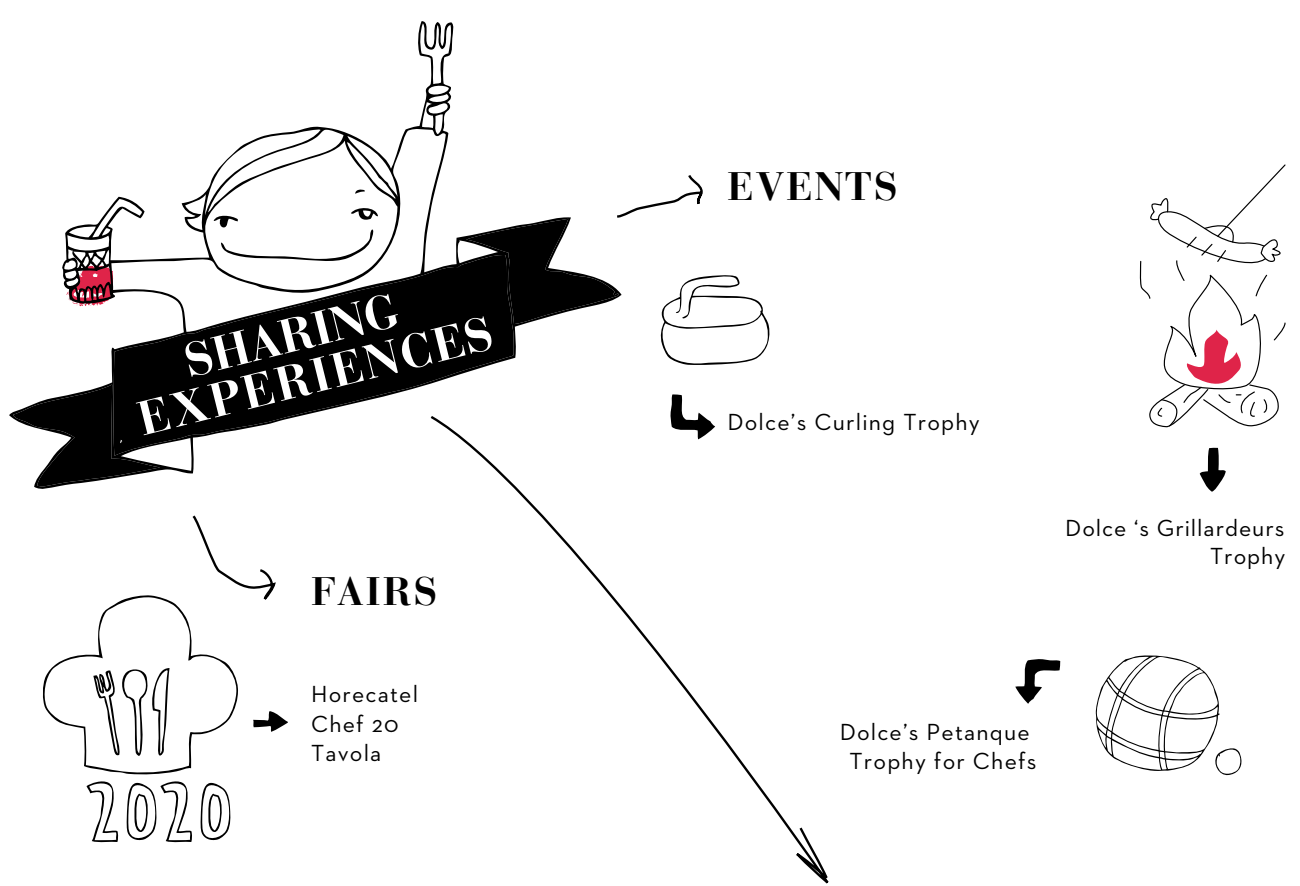 SHARING
EXPERIENCES
EVENTS
Dolce's Curling Trophy
Dolce ‘s Grillardeurs
Trophy
FAIRS
Horecatel
Chef 20
Tavola
2020
Dolce's Petanque
Trophy for Chefs